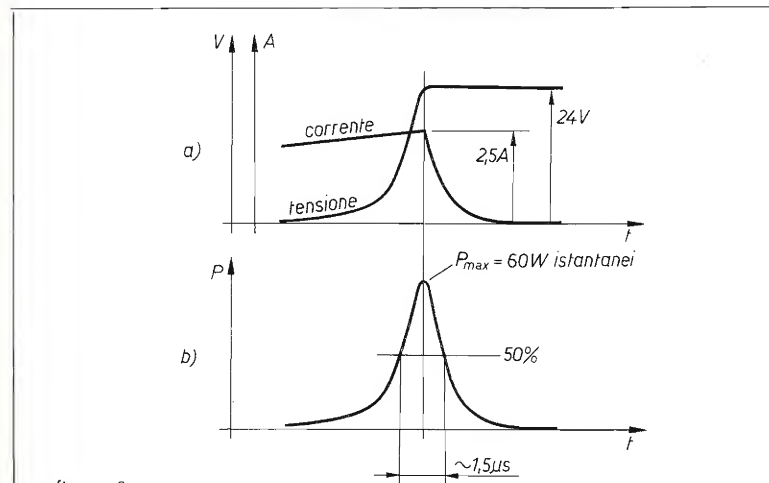 V A
corrente
24V
a)
2,5A
tensione
t
P
Pmax = 60W istantanei
b)
50%
t
~1,5µs